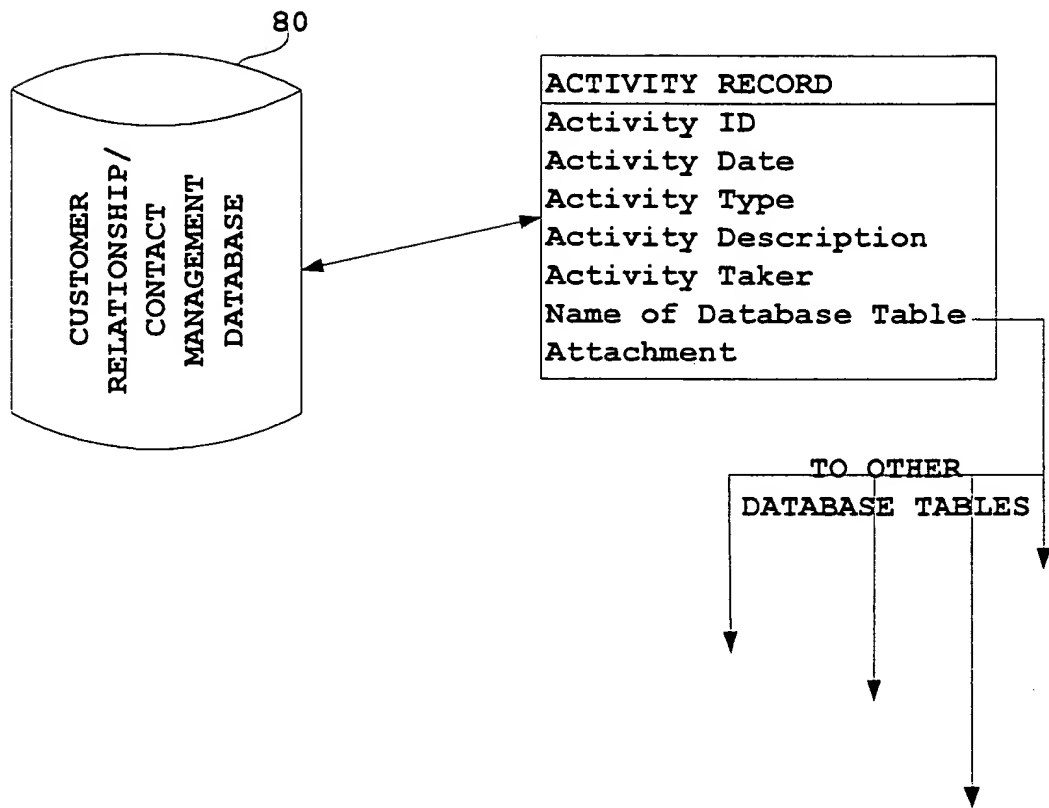 80
CUSTOMER
RELATIONSHIP/
CONTACT
MANAGEMENT
DATABASE
ACTIVITY RECORD
Activity ID
Activity Date
Activity Type
Activity Description
Activity Taker
Name of Database Table
Attachment
TO OTHER
DATABASE TABLES